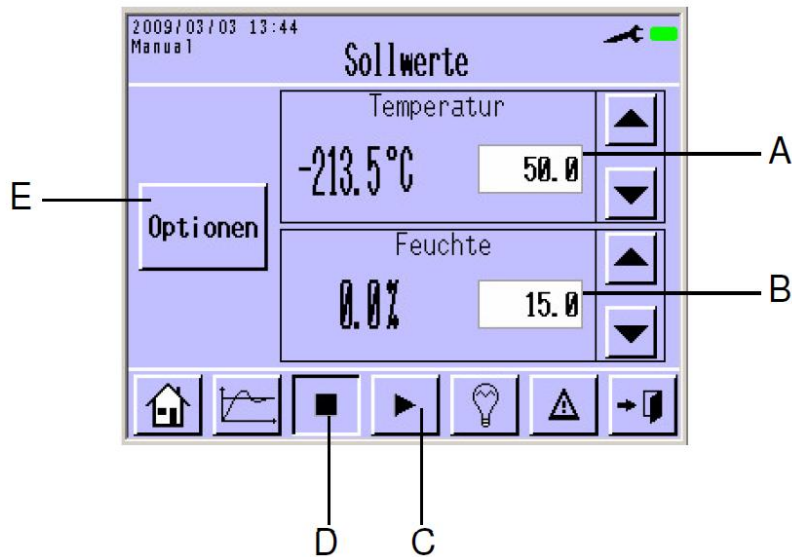 2009/03/03 13:44
Manual
Sollwerte
Temperatur
-213.5°C
50.0
A
E
Optionen
Feuchte
0.0%
15.0
B
D
C